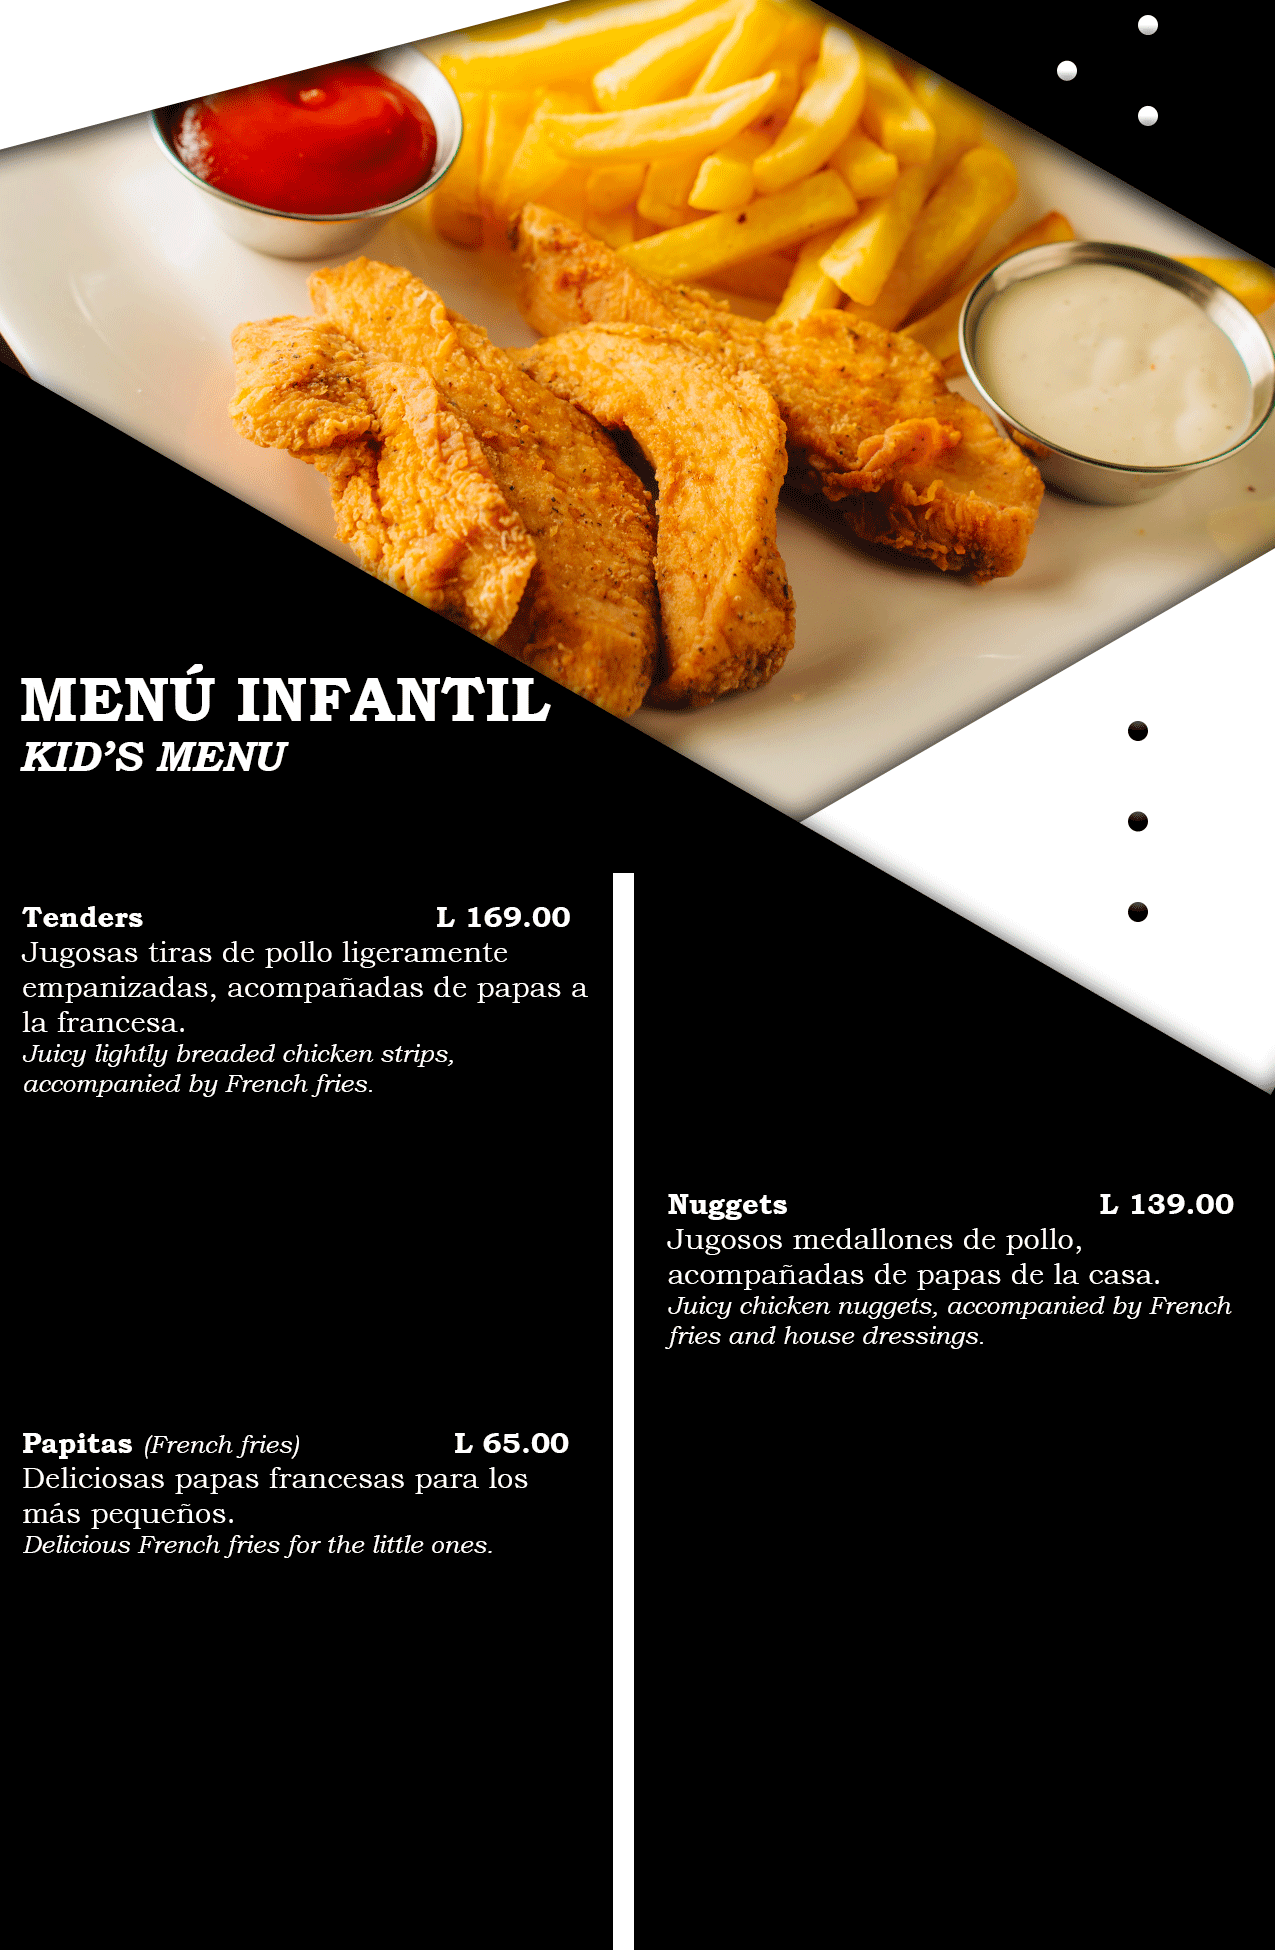 MENÚ INFANTIL
KID'S MENU
Tenders L 169.00
Jugosas tiras de pollo ligeramente
empanizadas, acompañadas de papas a
la francesa.
Juicy lightly breaded chicken strips,
accompanied by French fries.
Papitas (French fries) L 65.00
Deliciosas papas francesas para los
más pequeños.
Delicious French fries for the little ones.
Nuggets L 139.00
Jugosos medallones de pollo,
acompañadas de papas de la casa.
Juicy chicken nuggets, accompanied by French
fries and house dressings.